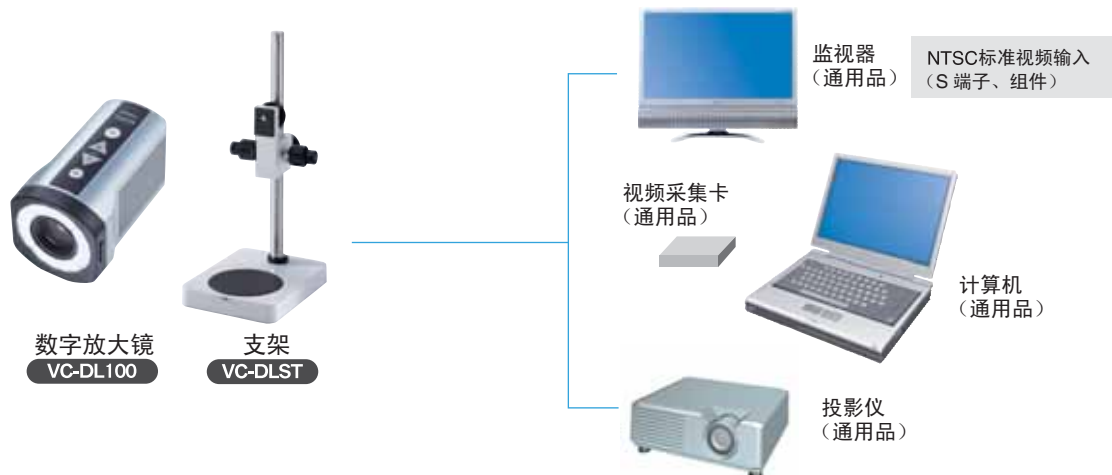 监视器
（通用品）
NTSC标准视频输入
（S 端子、组件）
视频采集卡
（通用品）
计算机
（通用品）
数字放大镜
VC-DL100
支架
VC-DLST
投影仪
（通用品）